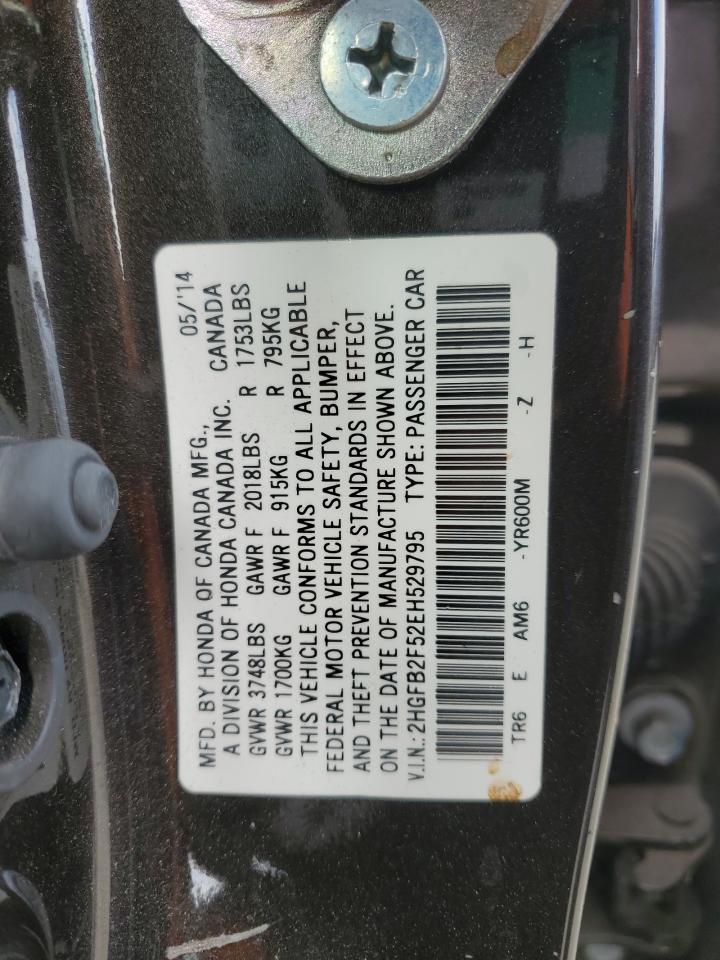 MFD. BY HONDA OF CANADA MFG., 05/'14
A DIVISION OF HONDA CANADA INC. CANADA
GVWR 3748LBS GAWR F 2018LBS R 1753LBS
GVWR 1700KG GAWR F 915KG R 795KG
THIS VEHICLE CONFORMS TO ALL APPLICABLE
FEDERAL MOTOR VEHICLE SAFETY, BUMPER,
AND THEFT PREVENTION STANDARDS IN EFFECT
ON THE DATE OF MANUFACTURE SHOWN ABOVE.
V.I.N.: 2HGFB2F52EH529795 TYPE: PASSENGER CAR
TR6 E AM6 -YR600M -Z -H